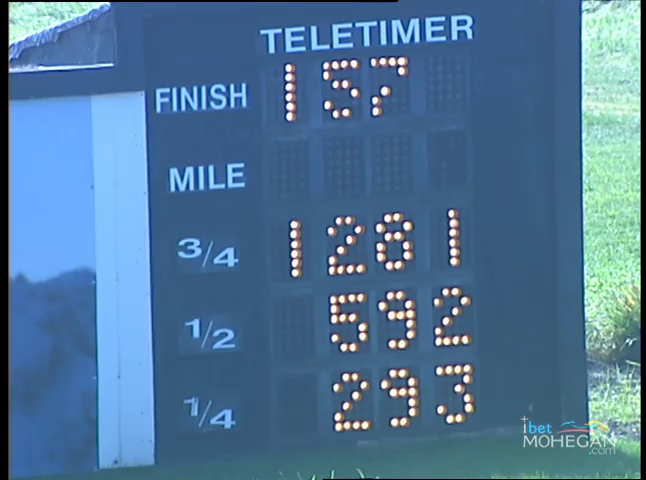 TELETIMER
FINISH 157
MILE
3/4 1281
1/2 592
1/4 293
ibet
MOHEGAN
.com